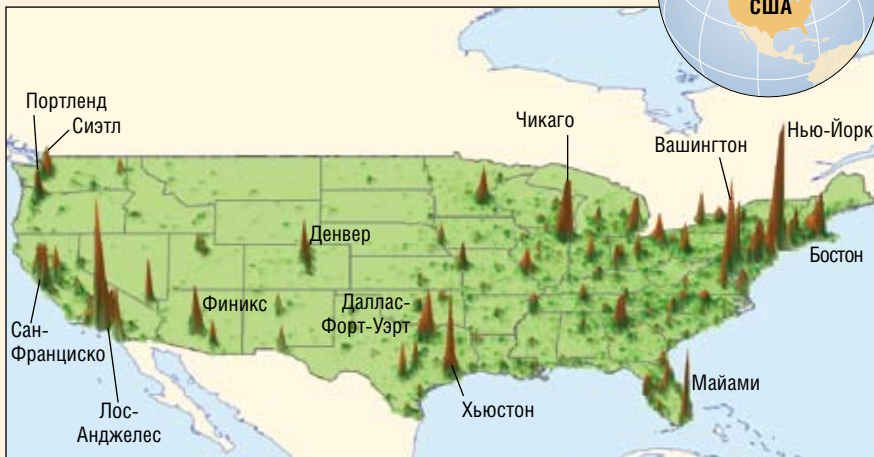 США
Портленд
Сиэтл
Чикаго
Вашингтон
Нью-Йорк
Денвер
Бостон
Финикс
Даллас-
Форт-Уэрт
Сан-
Франциско
Лос-
Анджелес
Хьюстон
Майами